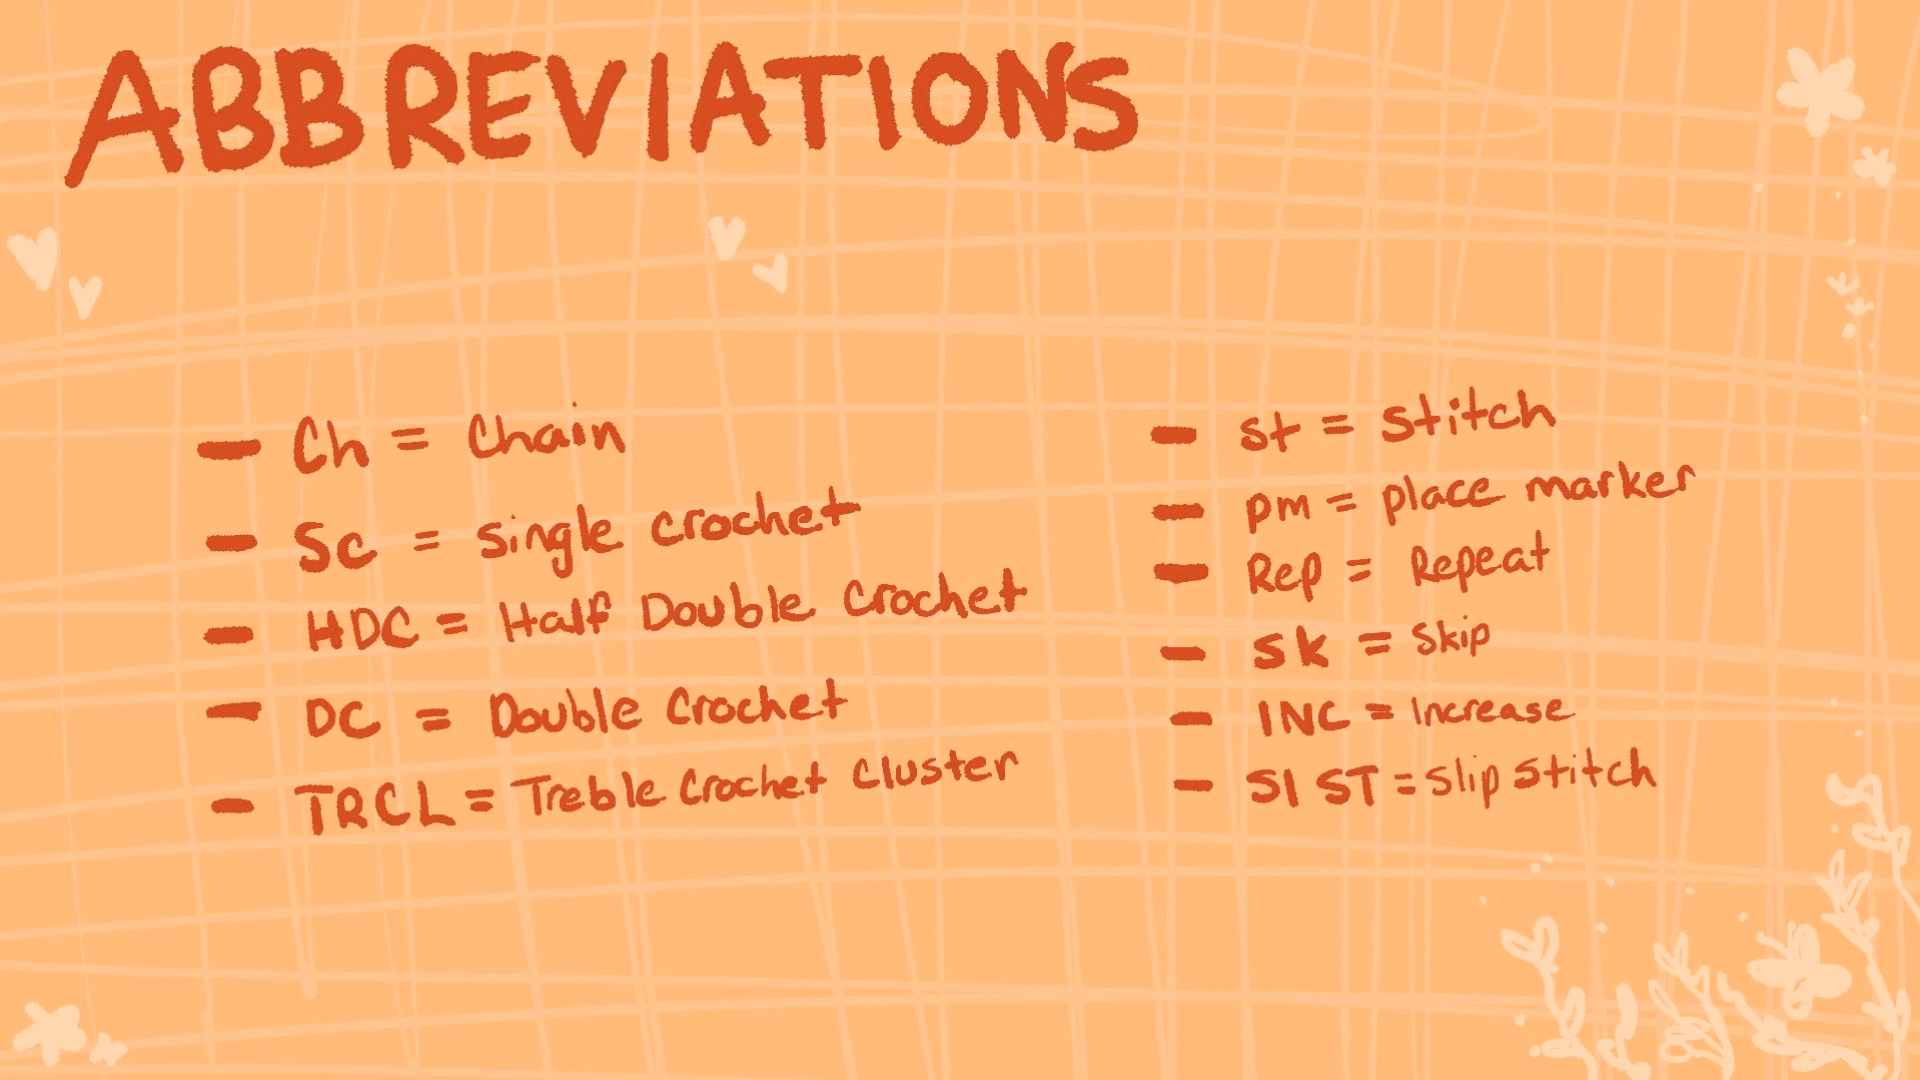 ABBREVIATIONS
- Ch = Chain
- Sc = single crochet
- HDC = Half Double Crochet
- DC = Double Crochet
- TRCL = Treble Crochet Cluster
- st = stitch
- pm = place marker
- Rep = Repeat
- sk = skip
- INC = Increase
- Sl ST = slip stitch